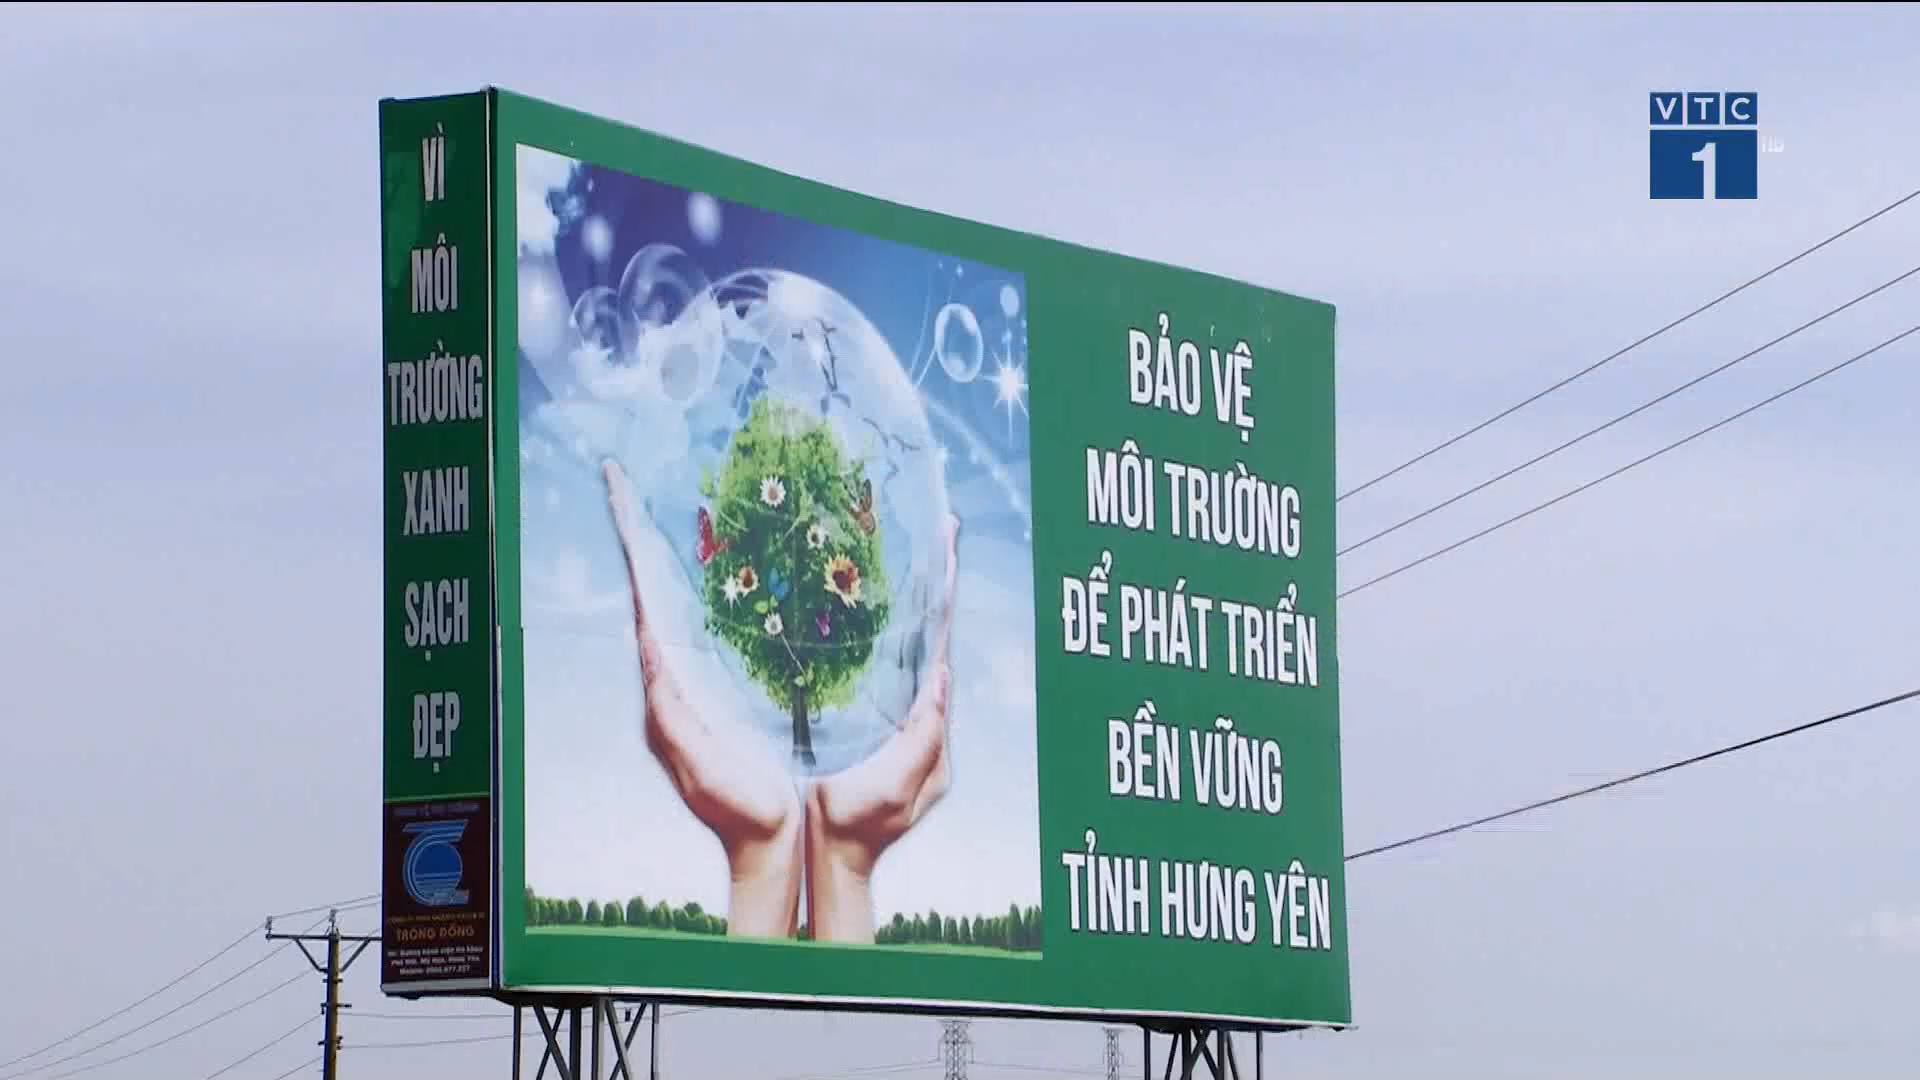 VÌ
MÔI
TRƯỜNG
XANH
SẠCH
ĐẸP
TRỐNG ĐỒNG
BẢO VỆ
MÔI TRƯỜNG
ĐỂ PHÁT TRIỂN
BỀN VỮNG
TỈNH HƯNG YÊN
VTC
1
HD